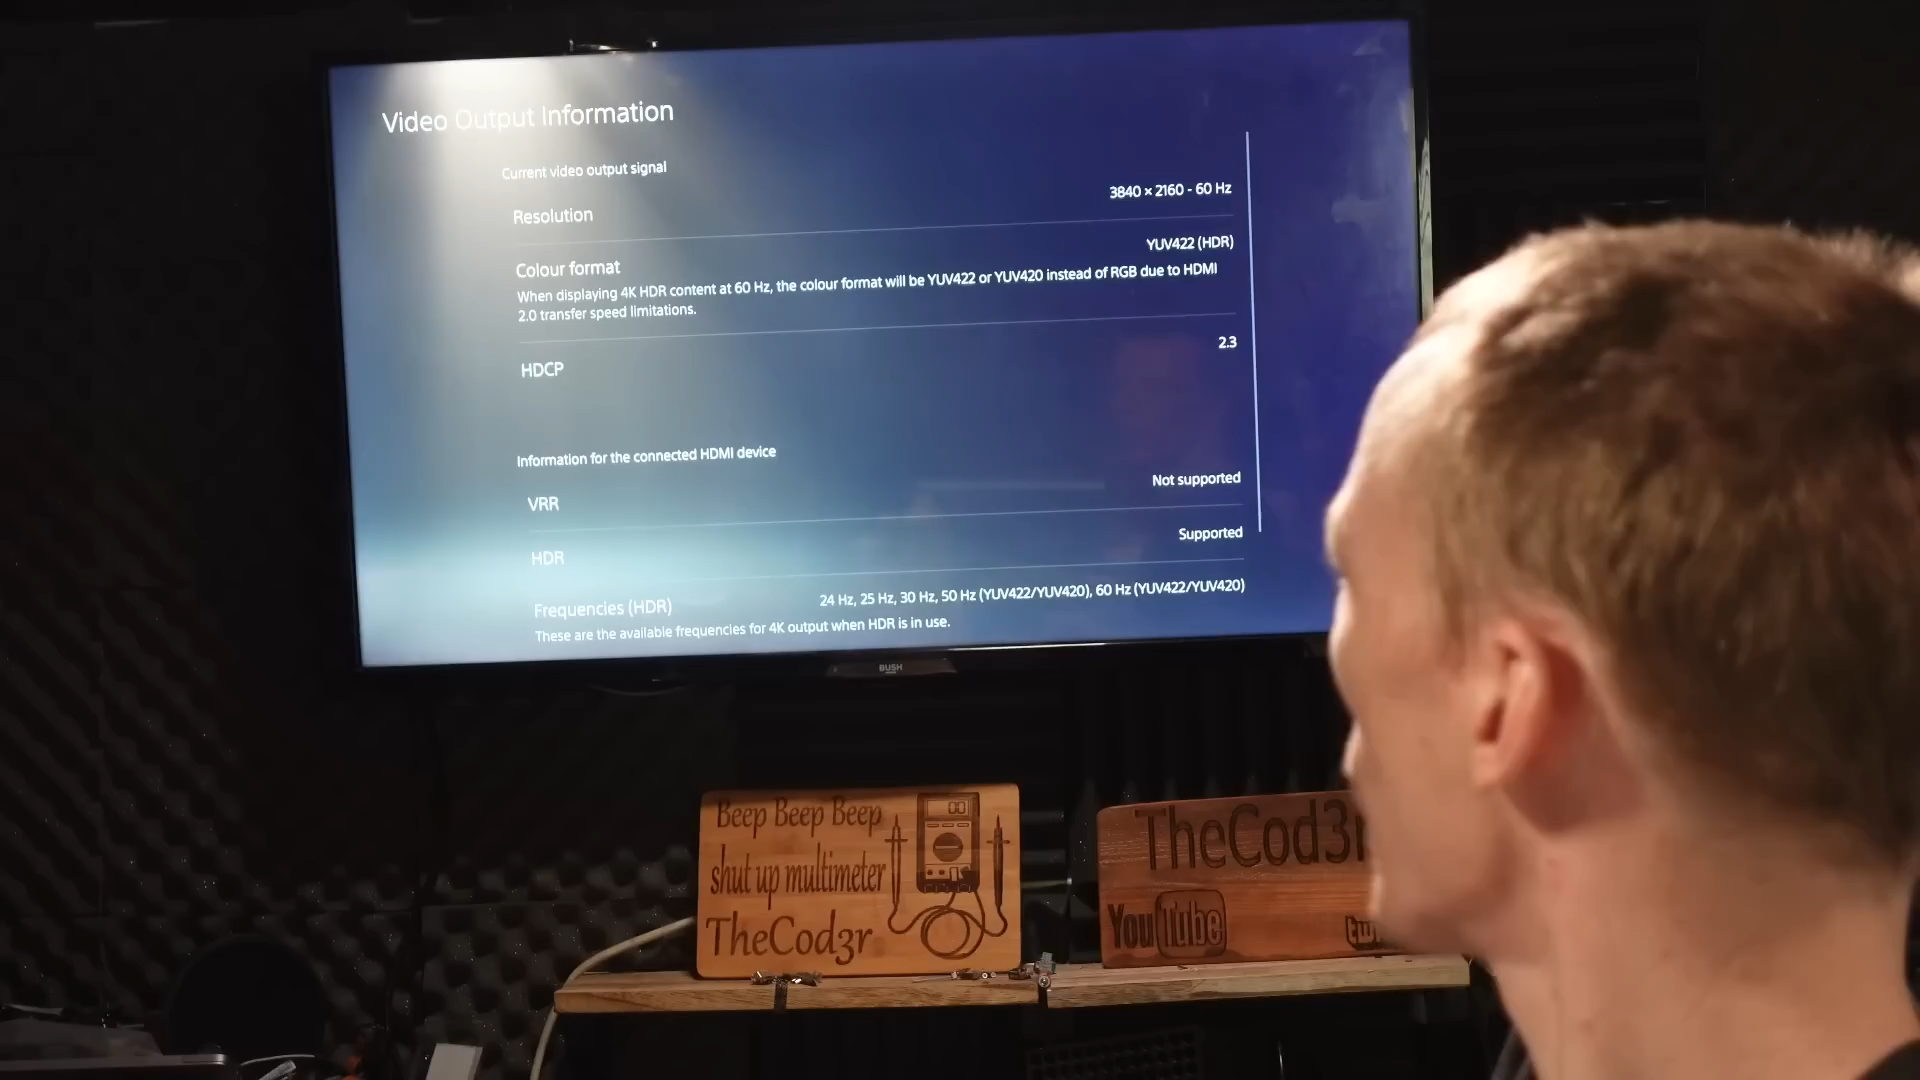 Video Output Information
Current video output signal
Resolution 3840 × 2160 - 60 Hz
Colour format YUV422 (HDR)
When displaying 4K HDR content at 60 Hz, the colour format will be YUV422 or YUV420 instead of RGB due to HDMI
2.0 transfer speed limitations.
HDCP 2.3
Information for the connected HDMI device
VRR Not supported
HDR Supported
Frequencies (HDR) 24 Hz, 25 Hz, 30 Hz, 50 Hz (YUV422/YUV420), 60 Hz (YUV422/YUV420)
These are the available frequencies for 4K output when HDR is in use.
BUSH
Beep Beep Beep
shut up multimeter
TheCod3r
00
TheCod3r
YouTube
tw